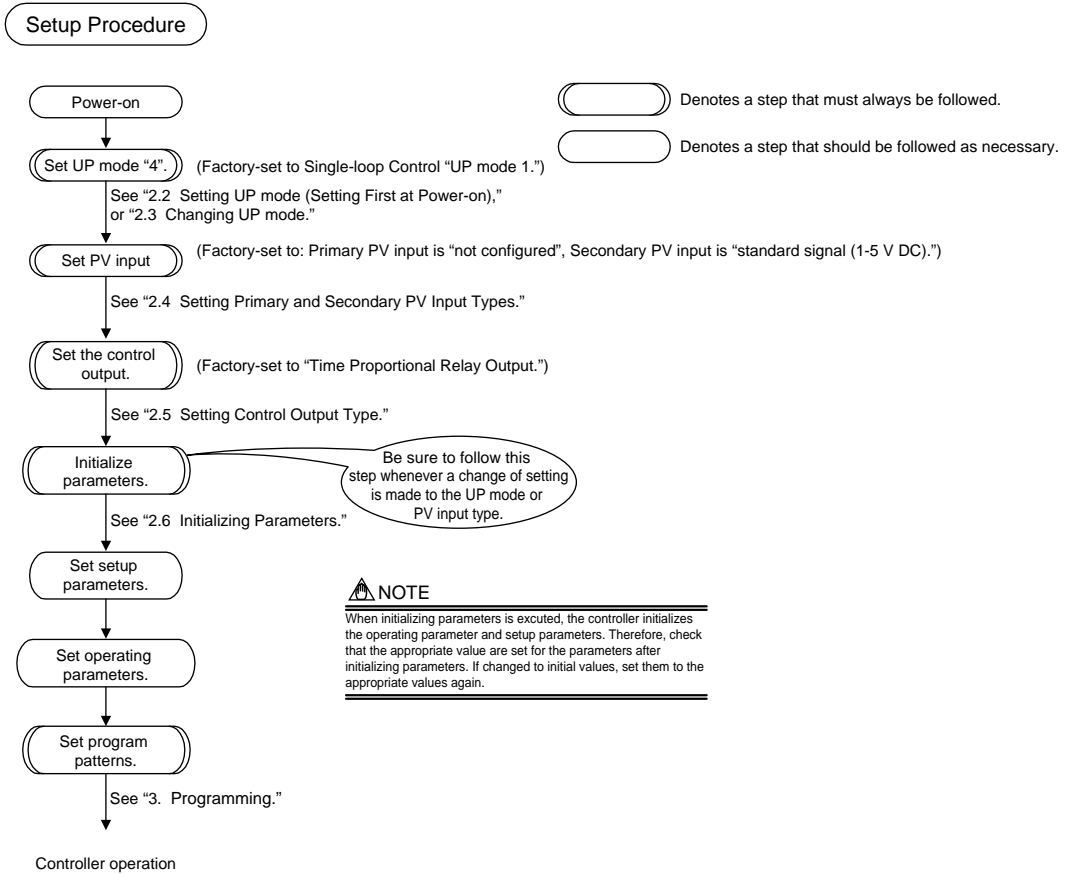 Setup Procedure
Power-on
Denotes a step that must always be followed.
Denotes a step that should be followed as necessary.
Set UP mode “4”.
(Factory-set to Single-loop Control “UP mode 1.”)
See “2.2 Setting UP mode (Setting First at Power-on),”
or “2.3 Changing UP mode.”
Set PV input
(Factory-set to: Primary PV input is “not configured”, Secondary PV input is “standard signal (1-5 V DC).”)
See “2.4 Setting Primary and Secondary PV Input Types.”
Set the control
output.
(Factory-set to “Time Proportional Relay Output.”)
See “2.5 Setting Control Output Type.”
Initialize
parameters.
Be sure to follow this
step whenever a change of setting
is made to the UP mode or
PV input type.
See “2.6 Initializing Parameters.”
Set setup
parameters.
NOTE
When initializing parameters is excuted, the controller initializes
the operating parameter and setup parameters. Therefore, check
that the appropriate value are set for the parameters after
initializing parameters. If changed to initial values, set them to the
appropriate values again.
Set operating
parameters.
Set program
patterns.
See “3. Programming.”
Controller operation